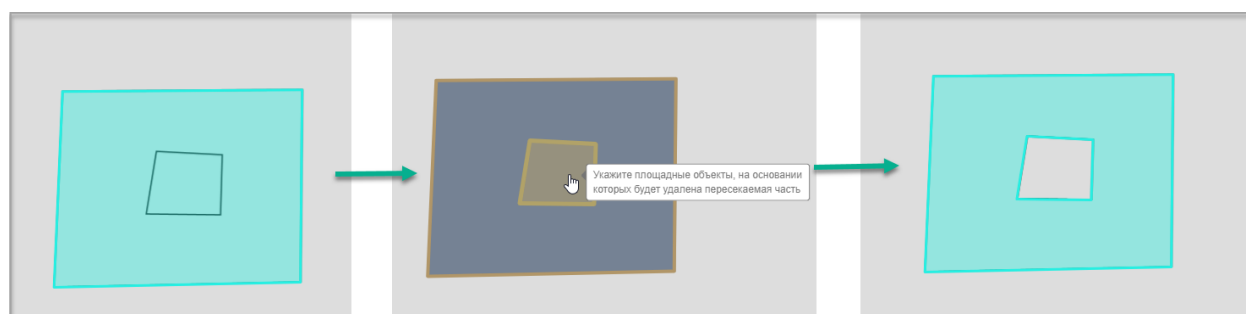 Укажите площадные объекты, на основании
которых будет удалена пересекаемая часть